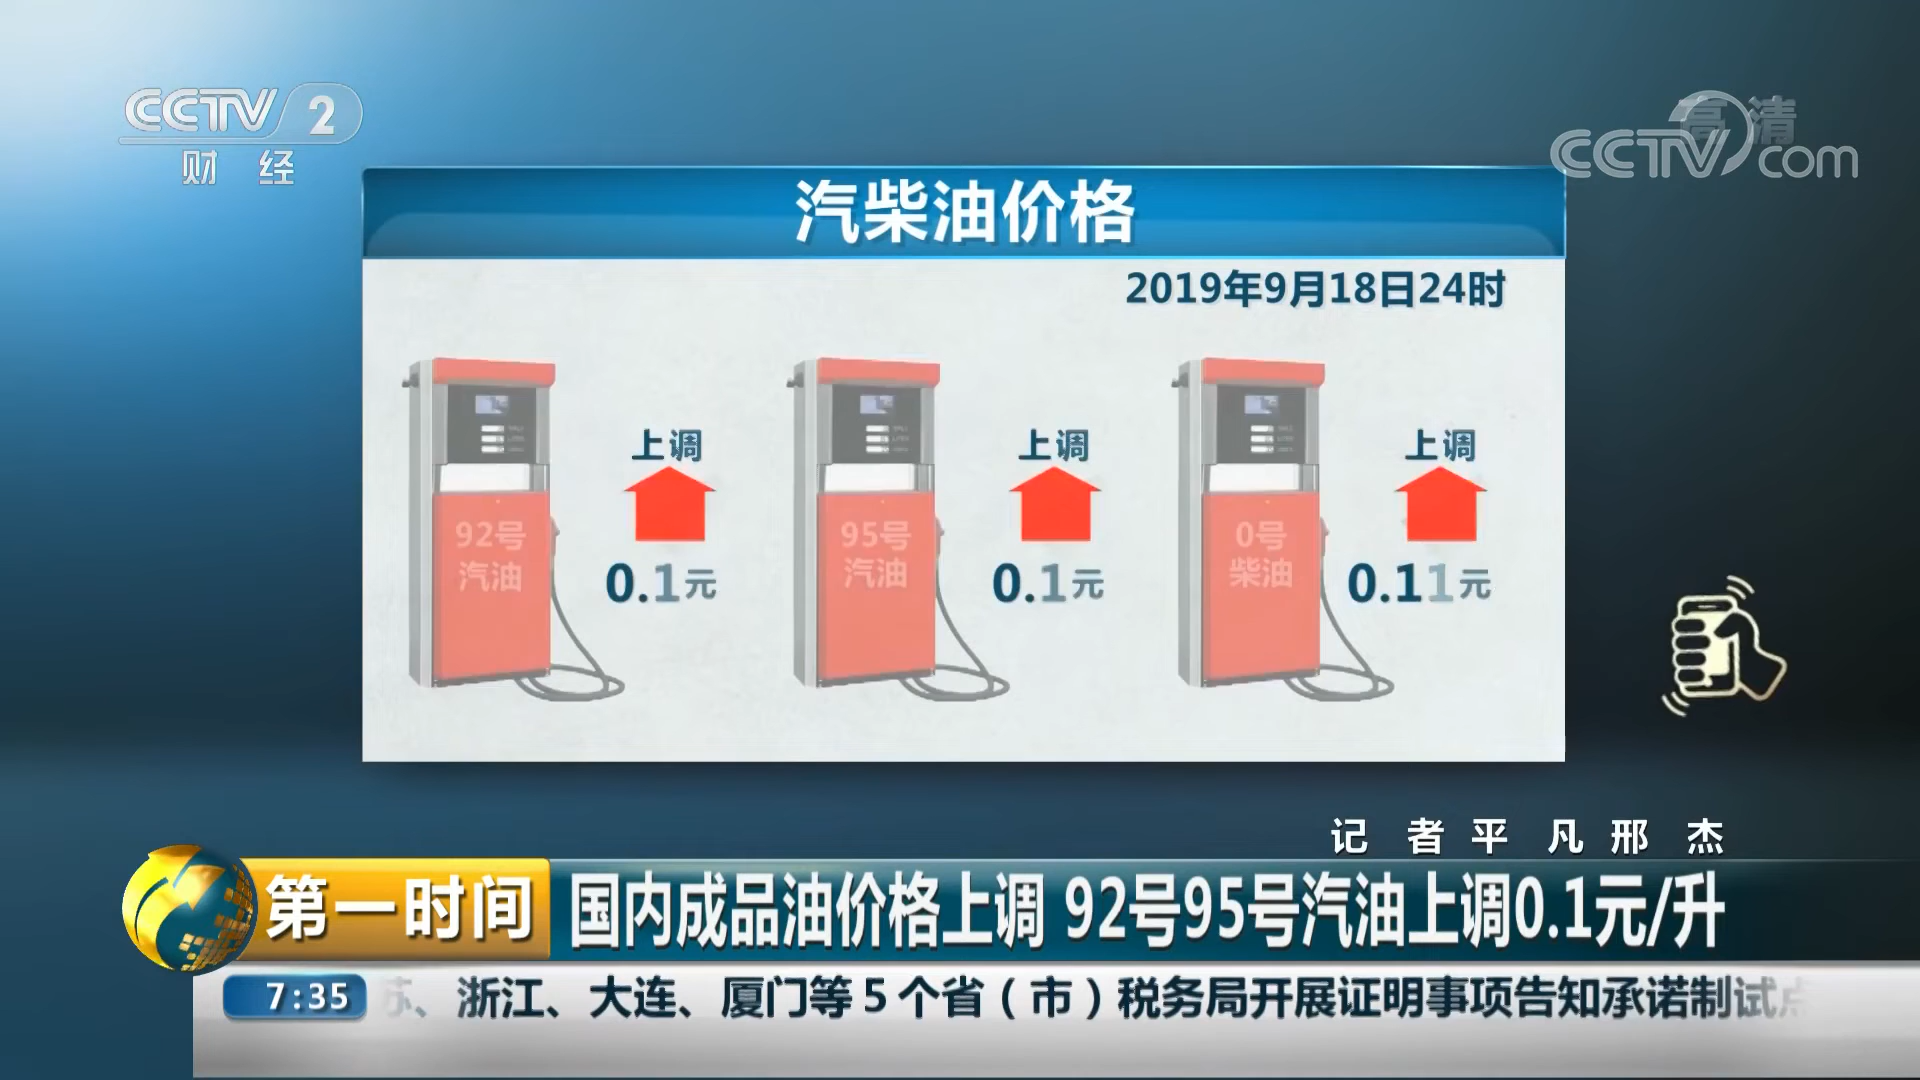 CCTV 2
财 经
高清
CCTV com
汽柴油价格
2019年9月18日24时
上调
0.1元
上调
0.1元
上调
0.11元
92号
汽油
95号
汽油
0号
柴油
记 者 平 凡 邢 杰
第一时间
国内成品油价格上调 92号95号汽油上调0.1元/升
7:35
苏、浙江、大连、厦门等5个省（市）税务局开展证明事项告知承诺制试点